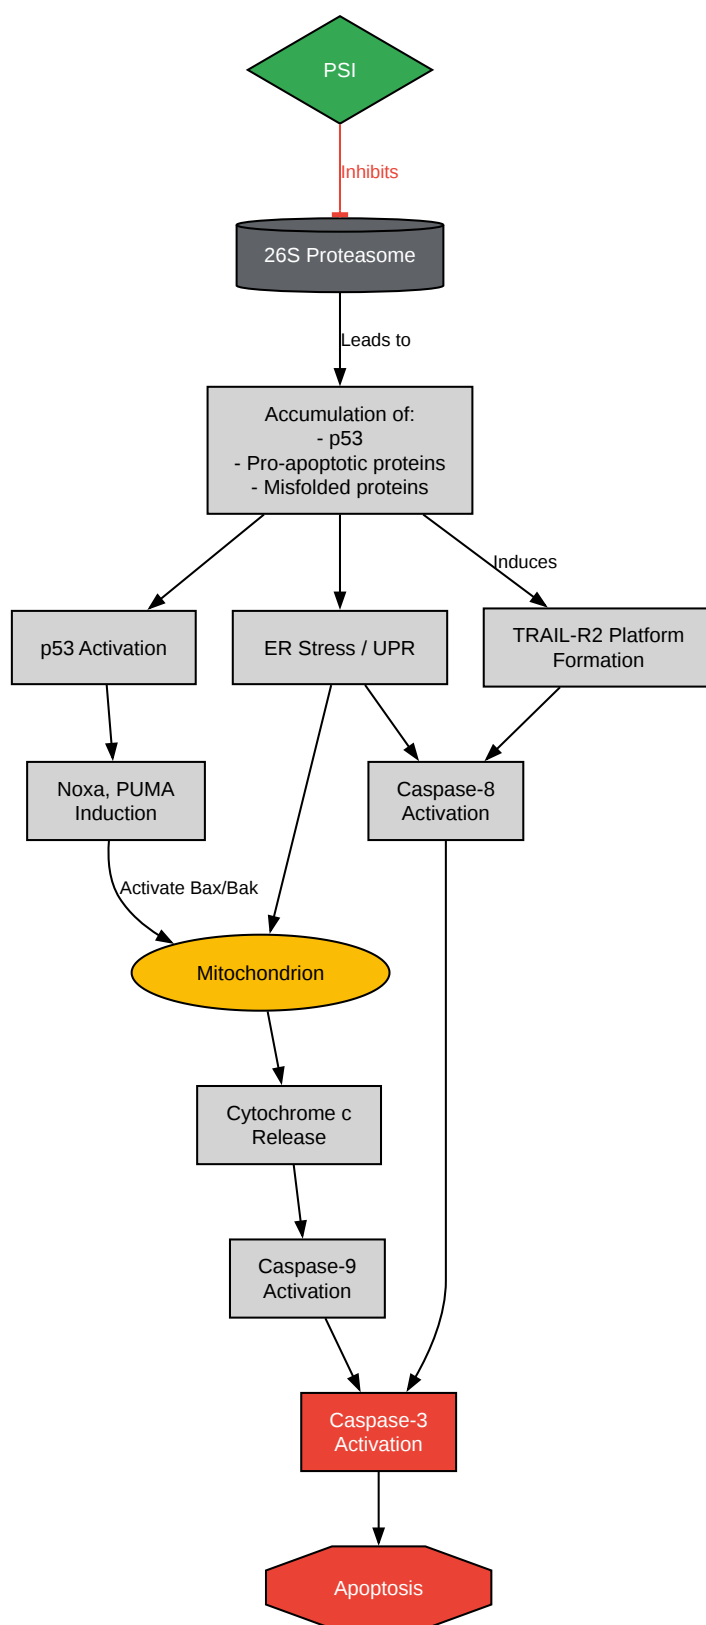 PSI
Inhibits
26S Proteasome
Leads to
Accumulation of:
- p53
- Pro-apoptotic proteins
- Misfolded proteins
Induces
p53 Activation
ER Stress / UPR
TRAIL-R2 Platform
Formation
Noxa, PUMA
Induction
Caspase-8
Activation
Activate Bax/Bak
Mitochondrion
Cytochrome c
Release
Caspase-9
Activation
Caspase-3
Activation
Apoptosis